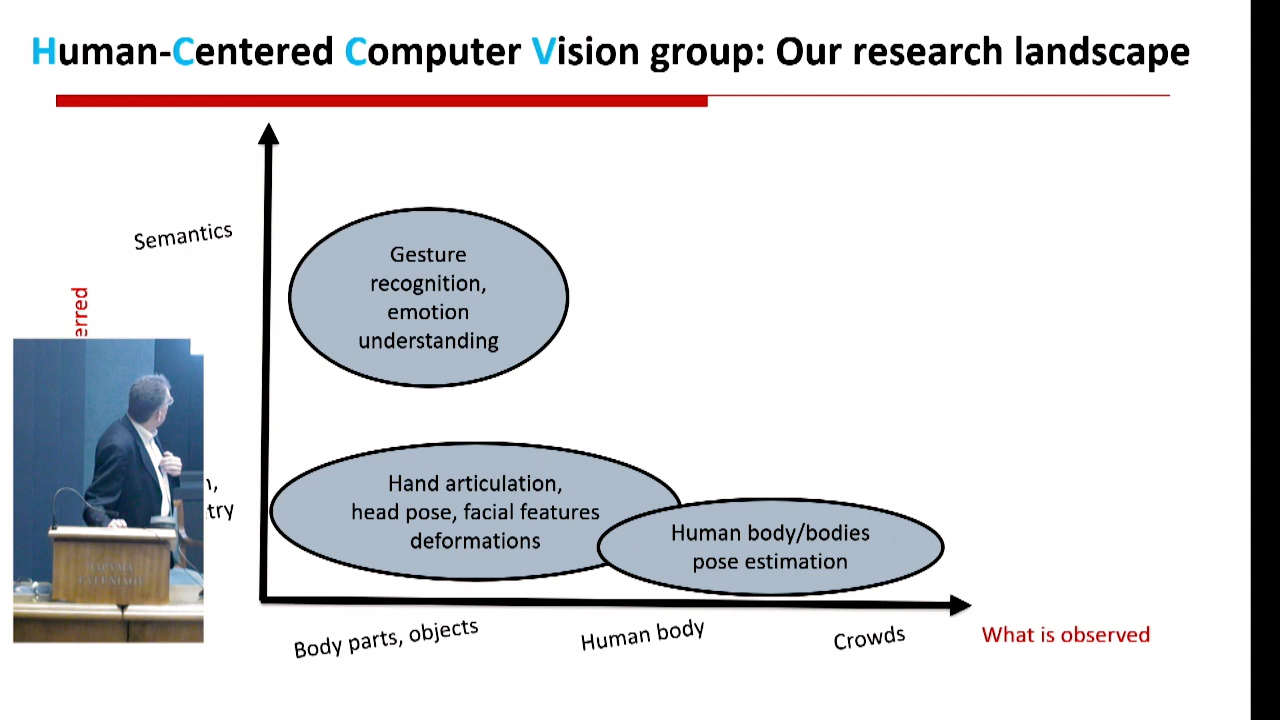 Human-Centered Computer Vision group: Our research landscape
Semantics
Gesture
recognition,
emotion
understanding
Hand articulation,
head pose, facial features
deformations
Human body/bodies
pose estimation
Body parts, objects
Human body
Crowds
What is observed